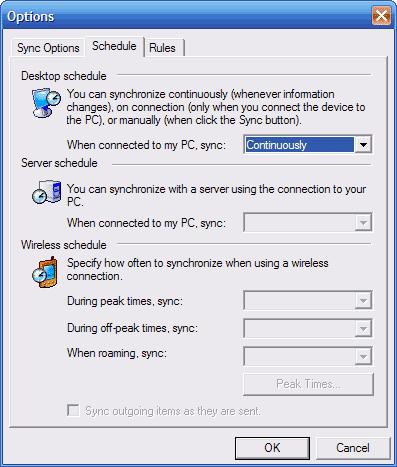 Options
Sync Options Schedule Rules
Desktop schedule
You can synchronize continuously (whenever information
changes), on connection (only when you connect the device to
the PC), or manually (when click the Sync button).
When connected to my PC, sync: Continuously
Server schedule
You can synchronize with a server using the connection to your
PC.
When connected to my PC, sync:
Wireless schedule
Specify how often to synchronize when using a wireless
connection.
During peak times, sync:
During off-peak times, sync:
When roaming, sync:
Peak Times...
Sync outgoing items as they are sent.
OK Cancel